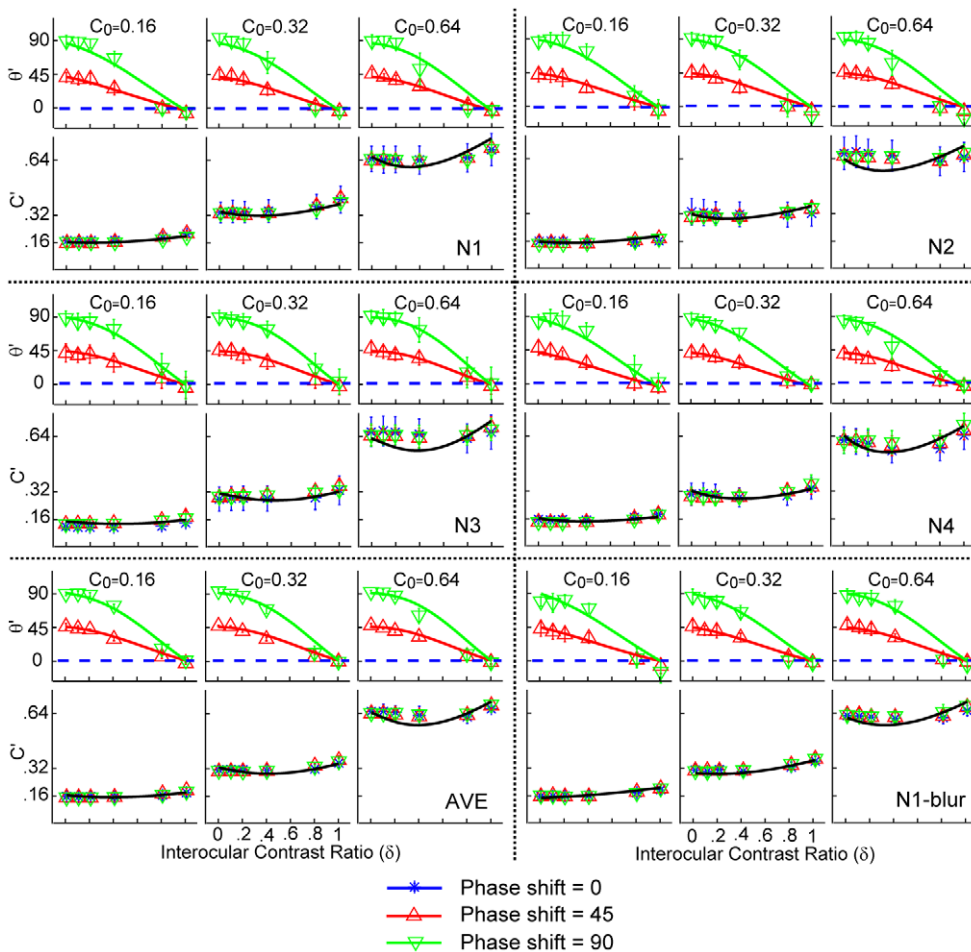 C₀=0.16 C₀=0.32 C₀=0.64 C₀=0.16 C₀=0.32 C₀=0.64
90
θ'
45
0
.64
C'
.32
.16
N1 N2
C₀=0.16 C₀=0.32 C₀=0.64 C₀=0.16 C₀=0.32 C₀=0.64
90
θ'
45
0
.64
C'
.32
.16
N3 N4
C₀=0.16 C₀=0.32 C₀=0.64 C₀=0.16 C₀=0.32 C₀=0.64
90
θ'
45
0
.64
C'
.32
.16
AVE N1-blur
0 .2 .4 .6 .8 1 0 .2 .4 .6 .8 1
Interocular Contrast Ratio (δ) Interocular Contrast Ratio (δ)
Phase shift = 0
Phase shift = 45
Phase shift = 90